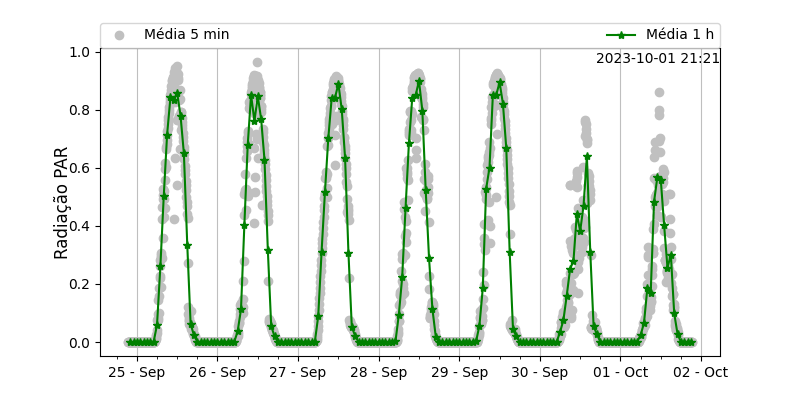 Média 5 min
Média 1 h
2023-10-01 21:21
Radiação PAR
1.0
0.8
0.6
0.4
0.2
0.0
25 - Sep
26 - Sep
27 - Sep
28 - Sep
29 - Sep
30 - Sep
01 - Oct
02 - Oct